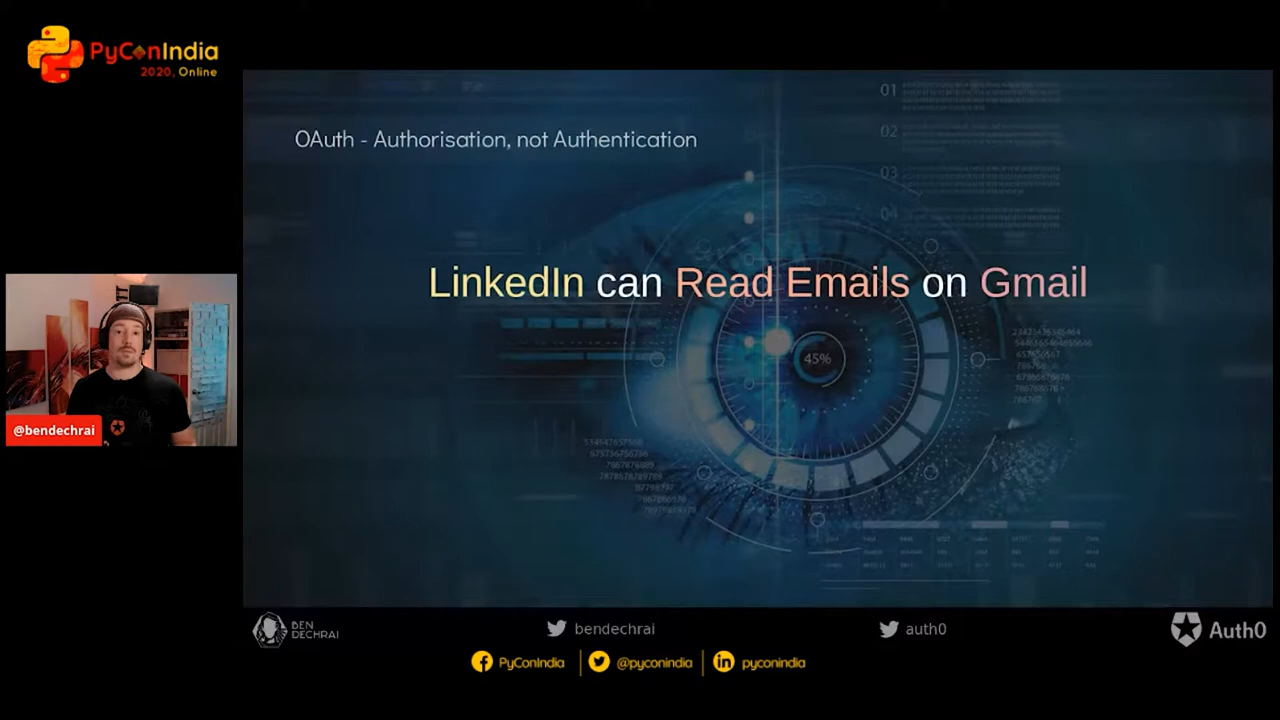 PyConIndia
2020, Online
OAuth - Authorisation, not Authentication
01
02
03
04
LinkedIn can Read Emails on Gmail
45%
@bendechrai
BEN
DECHRAI
bendechrai
auth0
Auth0
PyConIndia
@pyconindia
pyconindia